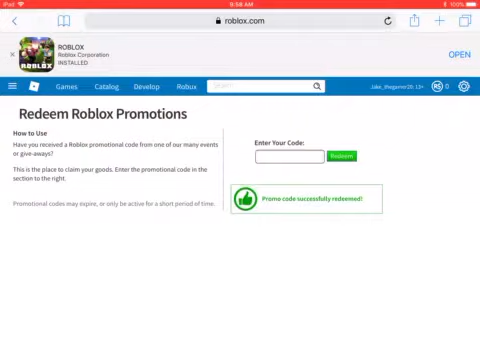 iPad 9:58 AM 100%
roblox.com
ROBLOX
Roblox Corporation
INSTALLED
OPEN
Games Catalog Develop Robux Search 13+ R$ 0
Redeem Roblox Promotions
How to Use
Have you received a Roblox promotional code from one of our many events
or give-aways?
This is the place to claim your goods. Enter the promotional code in the
section to the right.
Promotional codes may expire, or only be active for a short period of time.
Enter Your Code:
Redeem
Promo code successfully redeemed!